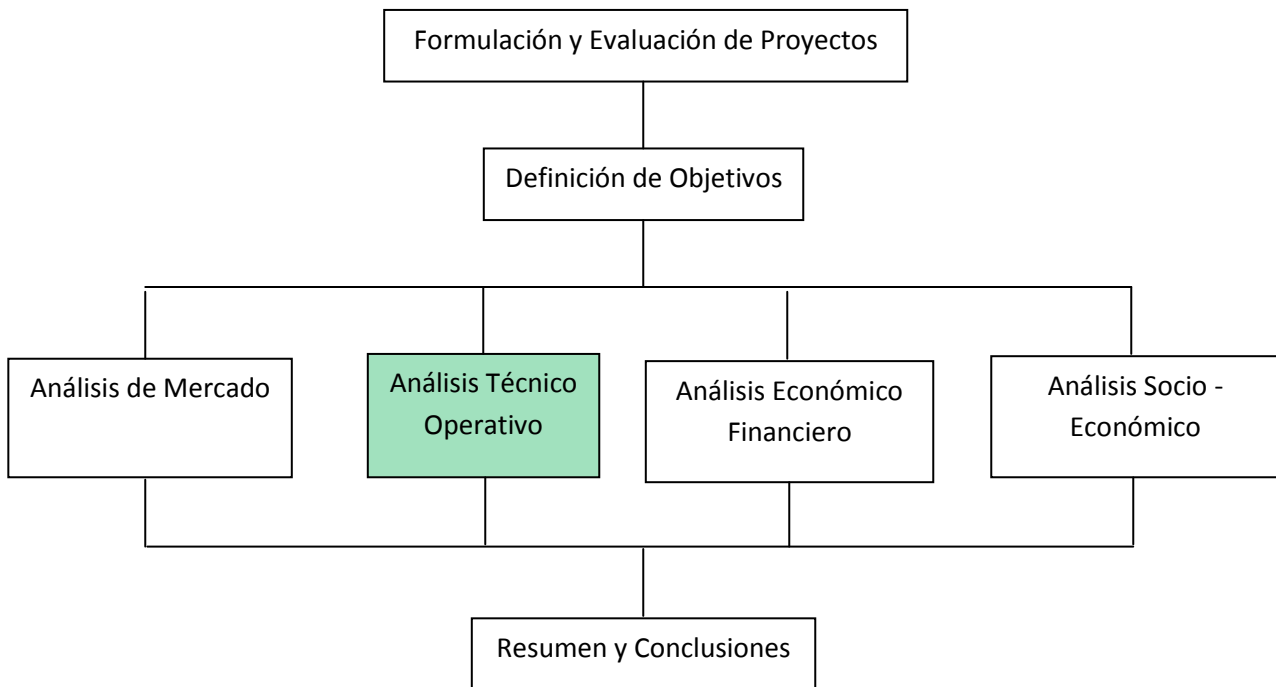 Formulación y Evaluación de Proyectos
Definición de Objetivos
Análisis de Mercado
Análisis Técnico
Operativo
Análisis Económico
Financiero
Análisis Socio -
Económico
Resumen y Conclusiones